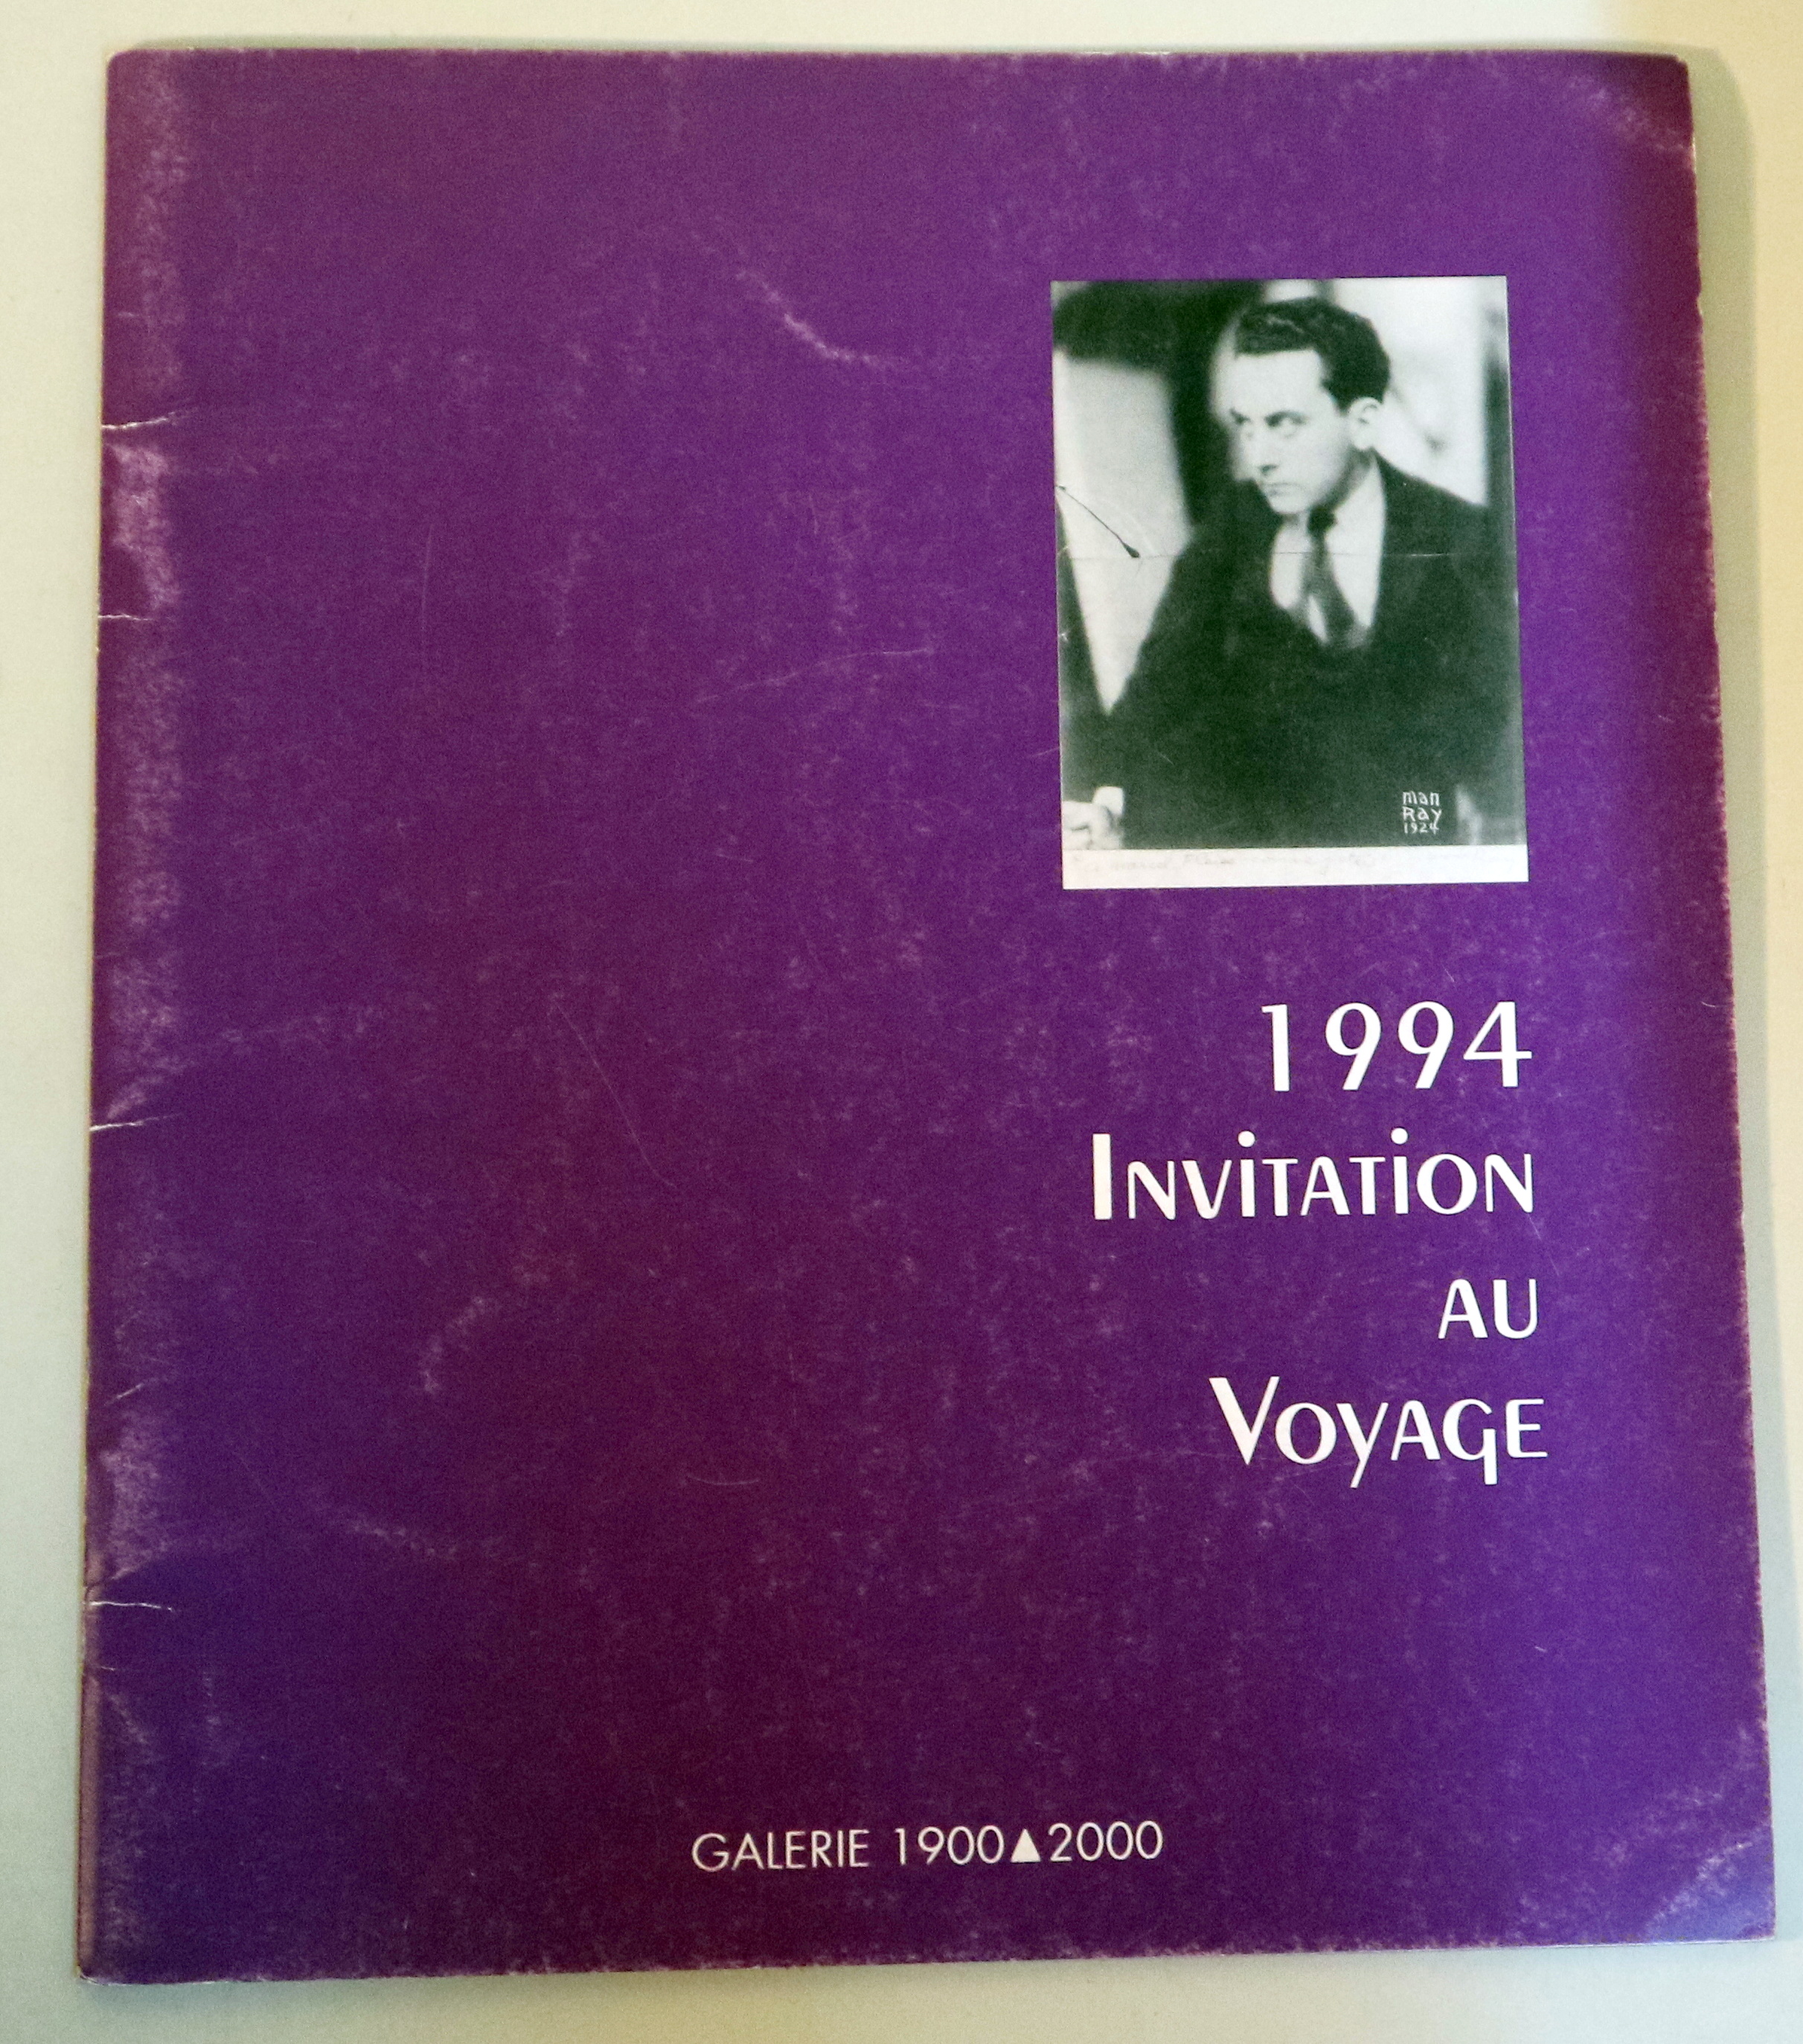 man
Ray
1924
1994
INViTATiON
AU
VOYAGE
GALERIE 1900▲2000